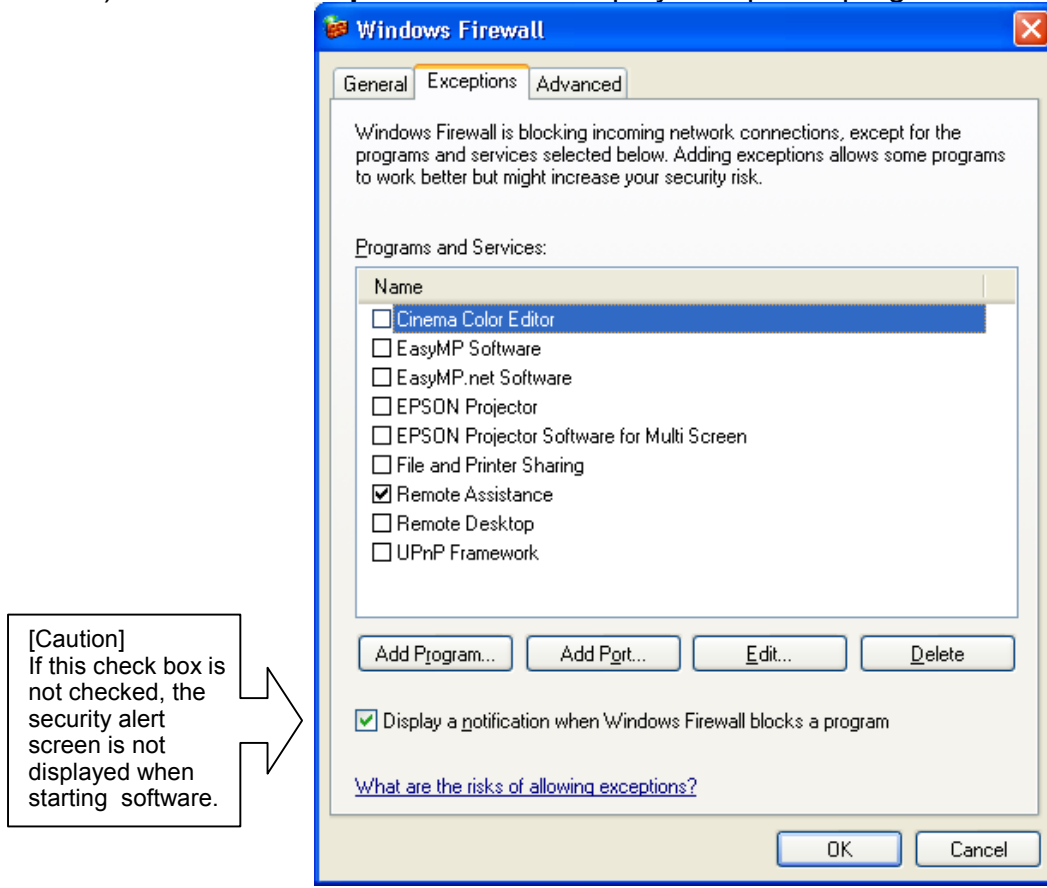 Windows Firewall
General Exceptions Advanced
Windows Firewall is blocking incoming network connections, except for the
programs and services selected below. Adding exceptions allows some programs
to work better but might increase your security risk.
Programs and Services:
Name
Cinema Color Editor
EasyMP Software
EasyMP.net Software
EPSON Projector
EPSON Projector Software for Multi Screen
File and Printer Sharing
Remote Assistance
Remote Desktop
UPnP Framework
Add Program... Add Port... Edit... Delete
Display a notification when Windows Firewall blocks a program
What are the risks of allowing exceptions?
OK Cancel
[Caution]
If this check box is
not checked, the
security alert
screen is not
displayed when
starting software.